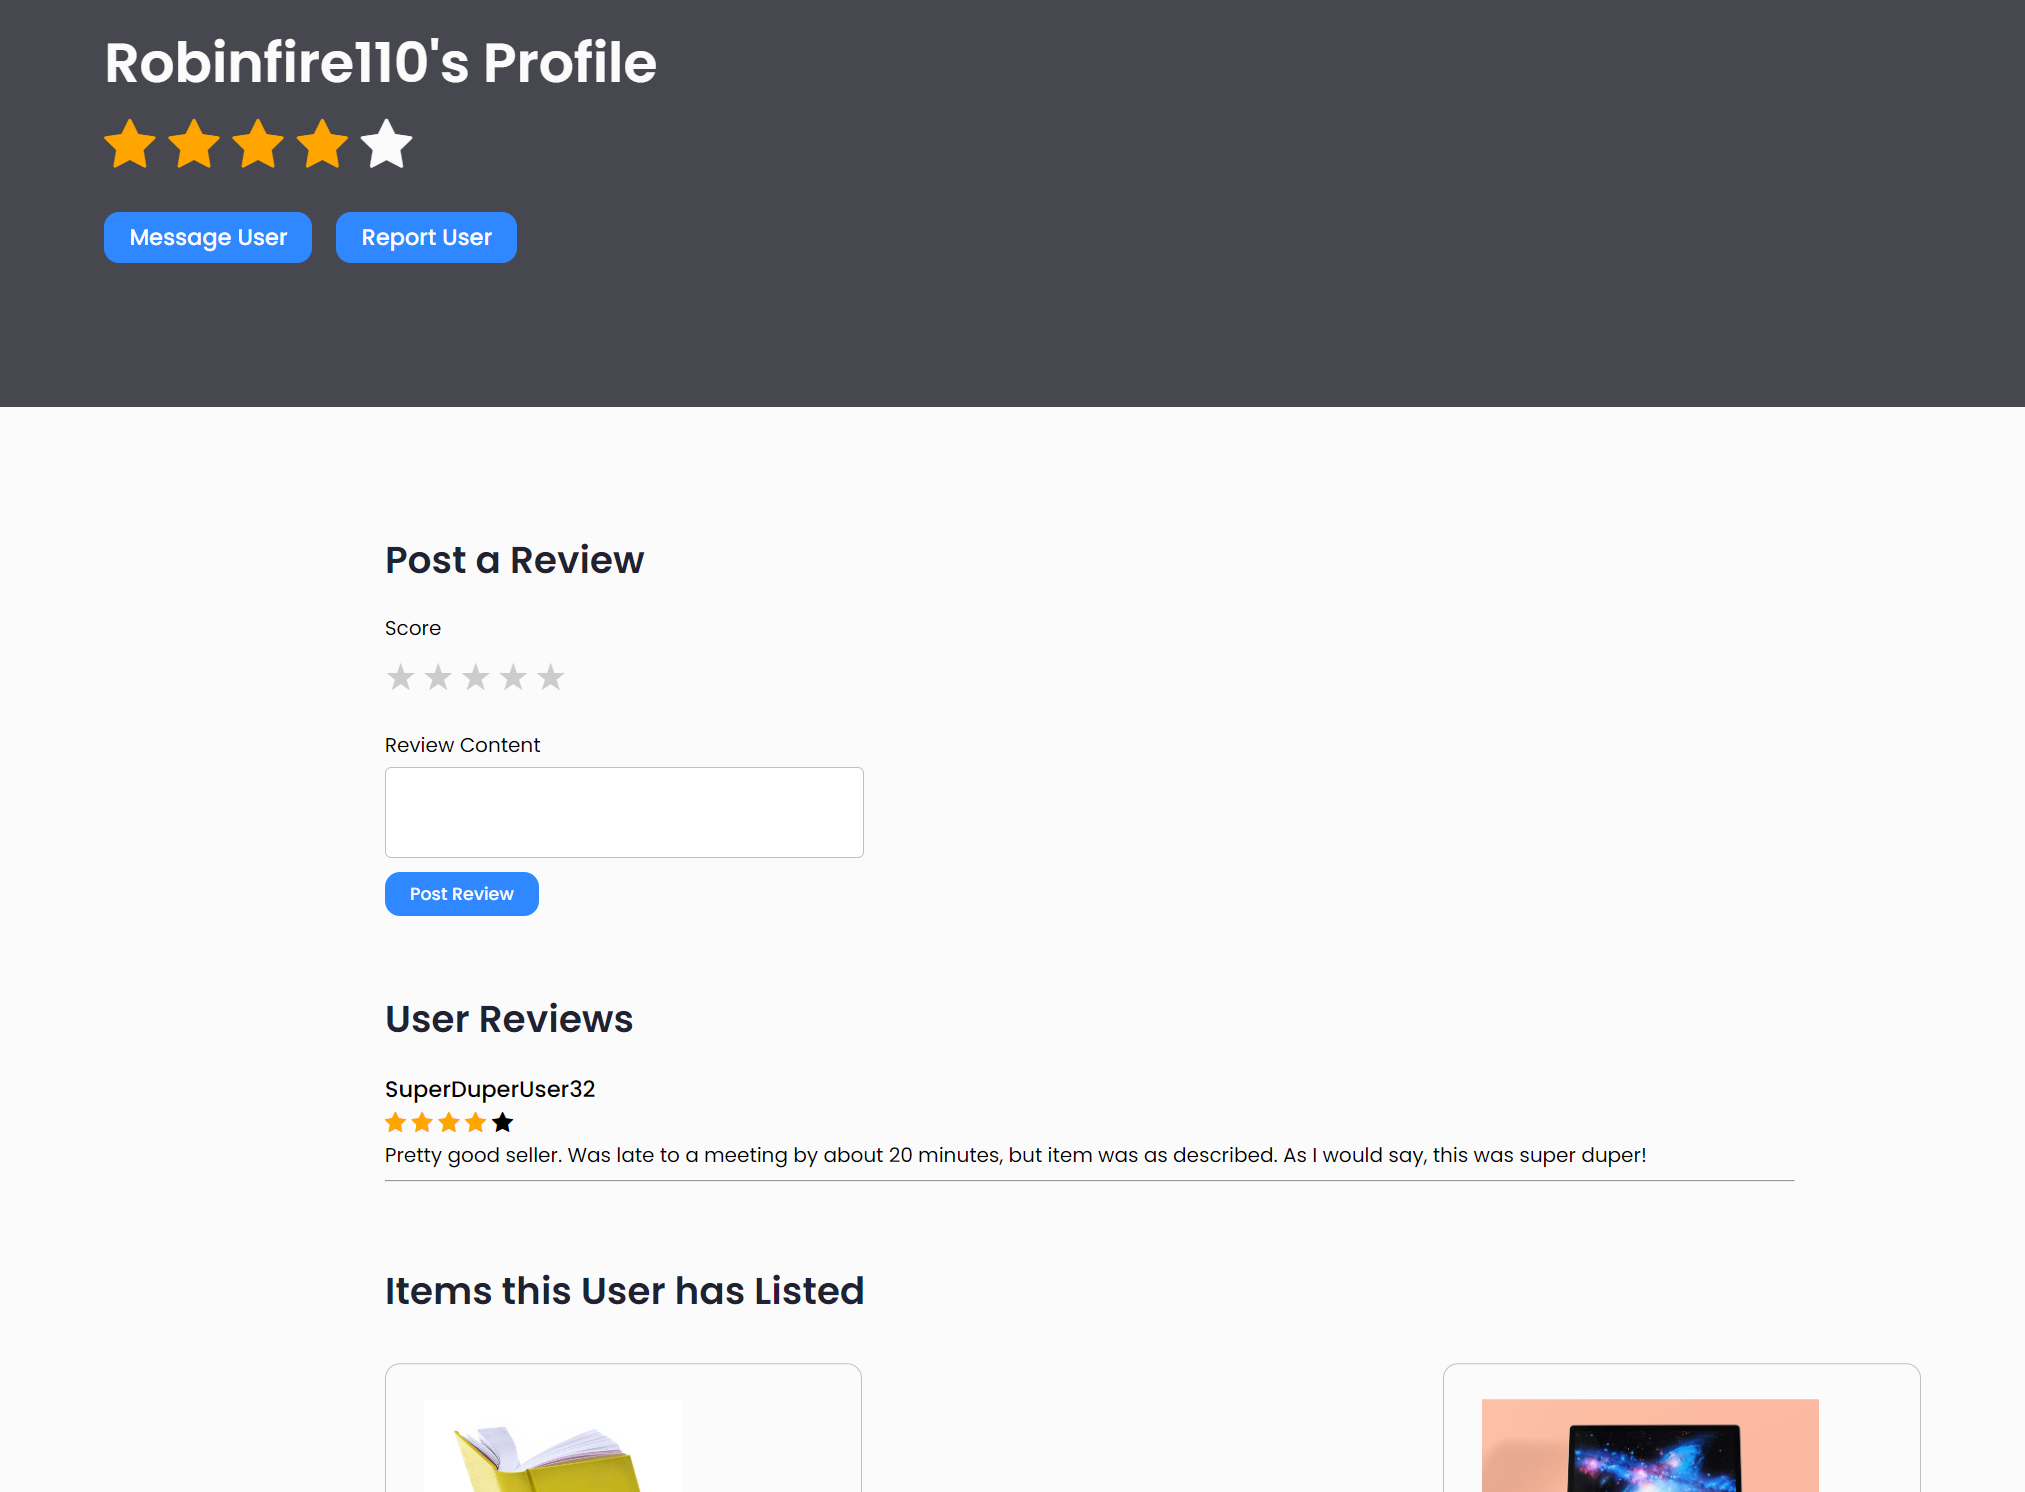 Robinfire110's Profile
Message User
Report User
Post a Review
Score
Review Content
Post Review
User Reviews
SuperDuperUser32
Pretty good seller. Was late to a meeting by about 20 minutes, but item was as described. As I would say, this was super duper!
Items this User has Listed